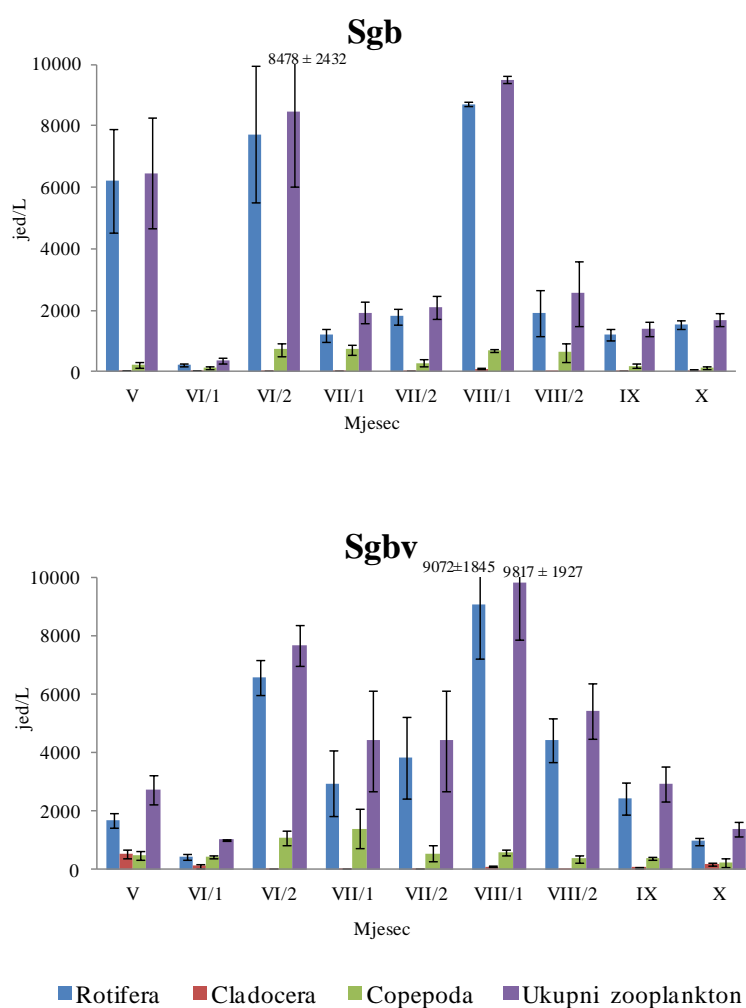 Sgb
8478 ± 2432
10000
8000
6000
4000
2000
0
jed/L
V VI/1 VI/2 VII/1 VII/2 VIII/1 VIII/2 IX X
Mjesec
Sgbv
9072±1845 9817 ± 1927
10000
8000
6000
4000
2000
0
jed/L
V VI/1 VI/2 VII/1 VII/2 VIII/1 VIII/2 IX X
Mjesec
Rotifera Cladocera Copepoda Ukupni zooplankton